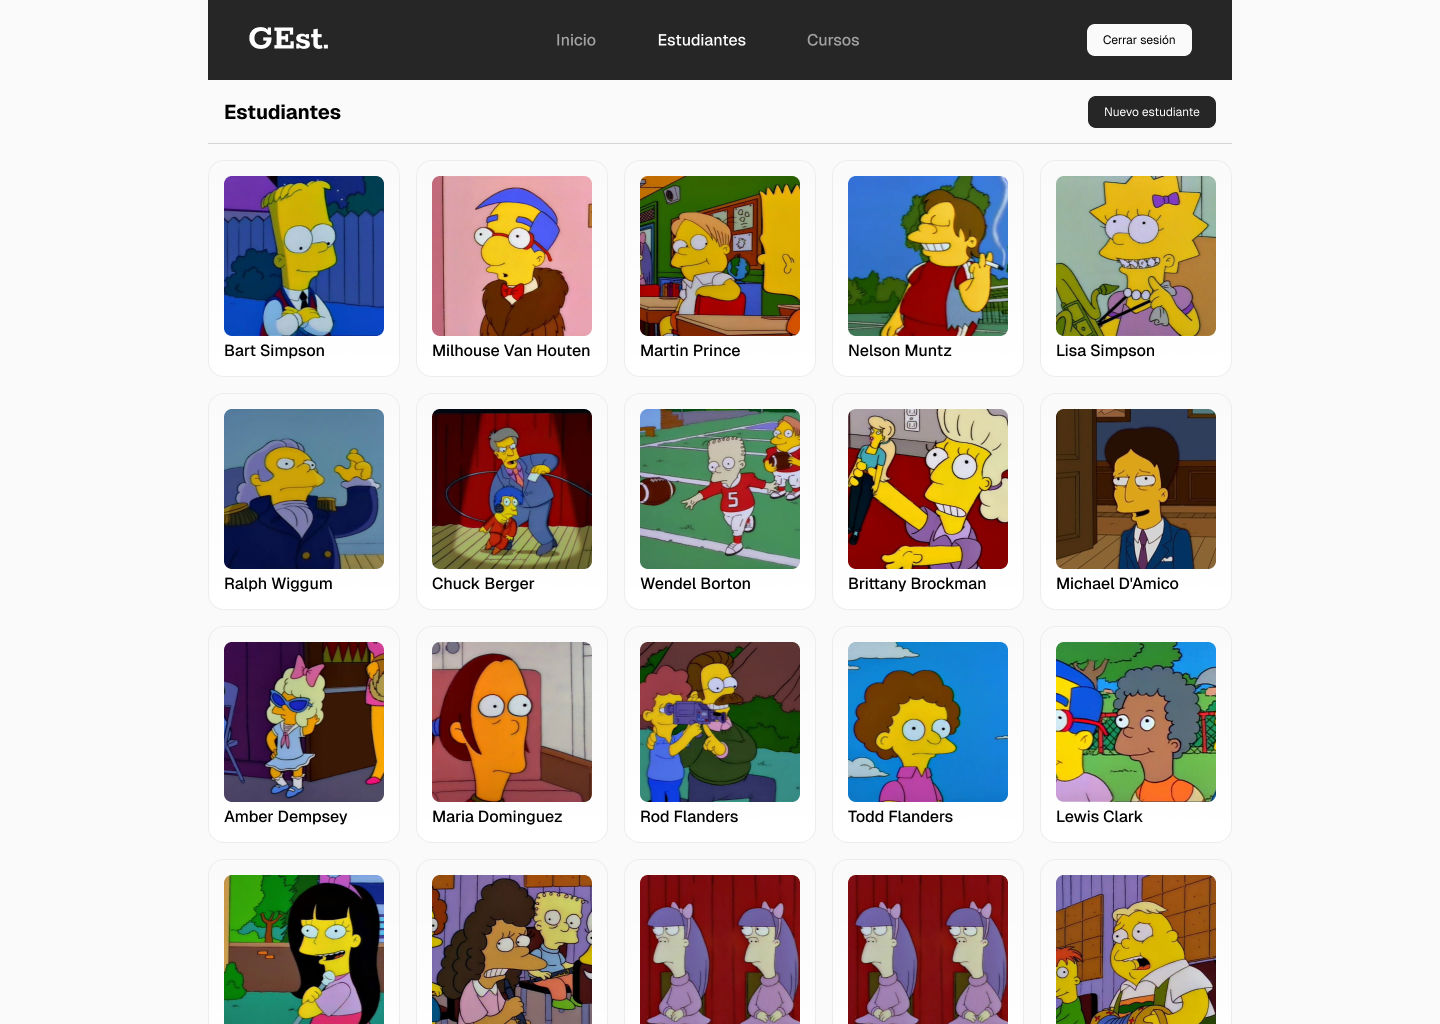 GEst.
Inicio
Estudiantes
Cursos
Cerrar sesión
Estudiantes
Nuevo estudiante
Bart Simpson
Milhouse Van Houten
Martin Prince
Nelson Muntz
Lisa Simpson
5
Ralph Wiggum
Chuck Berger
Wendel Borton
Brittany Brockman
Michael D'Amico
Amber Dempsey
Maria Dominguez
Rod Flanders
Todd Flanders
Lewis Clark